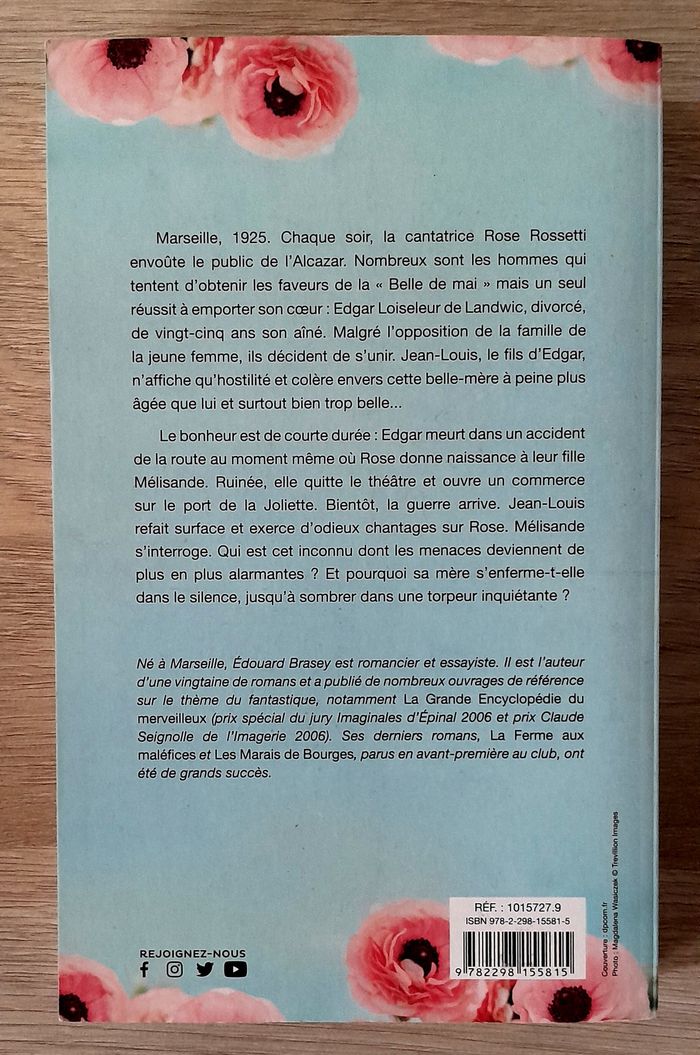 Marseille, 1925. Chaque soir, la cantatrice Rose Rossetti
envoûte le public de l'Alcazar. Nombreux sont les hommes qui
tentent d'obtenir les faveurs de la « Belle de mai » mais un seul
réussit à emporter son cœur : Edgar Loiseleur de Landwic, divorcé,
de vingt-cinq ans son aîné. Malgré l'opposition de la famille de
la jeune femme, ils décident de s'unir. Jean-Louis, le fils d'Edgar,
n'affiche qu'hostilité et colère envers cette belle-mère à peine plus
âgée que lui et surtout bien trop belle...
Le bonheur est de courte durée : Edgar meurt dans un accident
de la route au moment même où Rose donne naissance à leur fille
Mélisande. Ruinée, elle quitte le théâtre et ouvre un commerce
sur le port de la Joliette. Bientôt, la guerre arrive. Jean-Louis
refait surface et exerce d'odieux chantages sur Rose. Mélisande
s'interroge. Qui est cet inconnu dont les menaces deviennent de
plus en plus alarmantes ? Et pourquoi sa mère s'enferme-t-elle
dans le silence, jusqu'à sombrer dans une torpeur inquiétante ?
Né à Marseille, Édouard Brasey est romancier et essayiste. Il est l'auteur
d'une vingtaine de romans et a publié de nombreux ouvrages de référence
sur le thème du fantastique, notamment La Grande Encyclopédie du
merveilleux (prix spécial du jury Imaginales d'Épinal 2006 et prix Claude
Seignolle de l'Imagerie 2006). Ses derniers romans, La Ferme aux
maléfices et Les Marais de Bourges, parus en avant-première au club, ont
été de grands succès.
REJOIGNEZ-NOUS
RÉF. : 1015727.9
ISBN 978-2-298-15581-5
9 782298 155815
Couverture : dpcom.fr
Photo : Magdalena Wasiczek © Trevillion Images